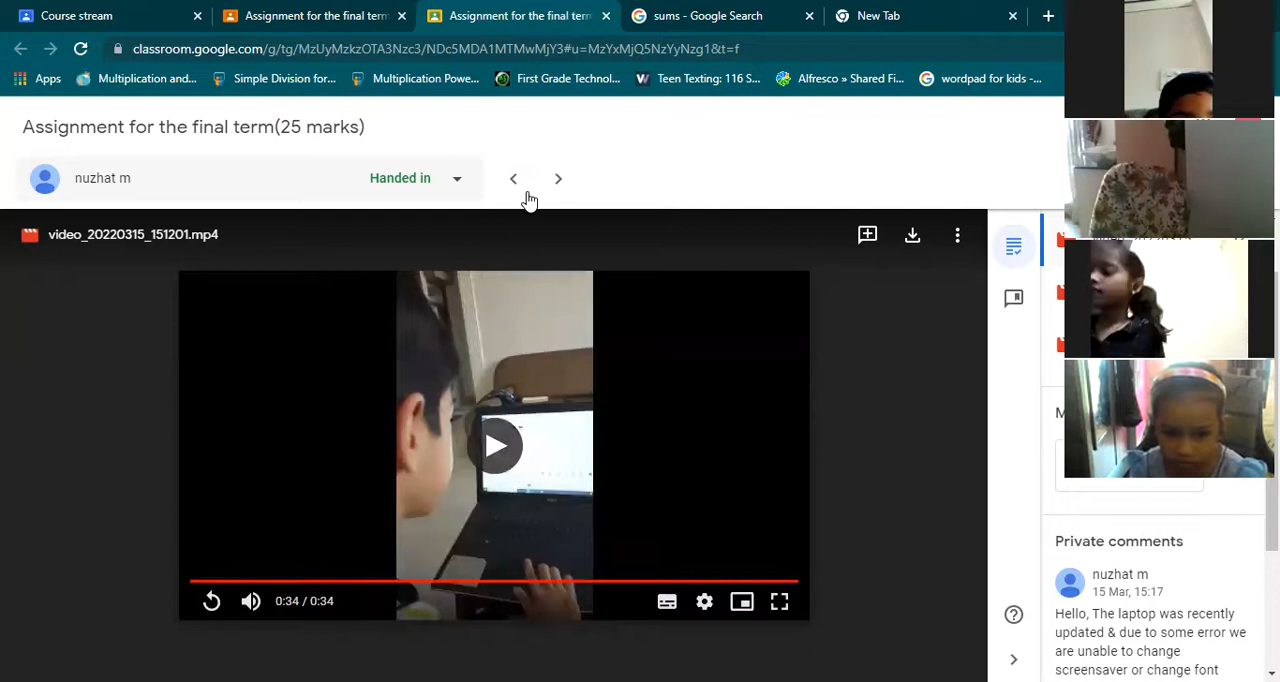 Course stream
Assignment for the final term
Assignment for the final term
sums - Google Search
New Tab
classroom.google.com/g/tg/MzUyMzkzOTA3Nzc3/NDc5MDA1MTMwMjY3#u=MzYxMjQ5NzYyNzg1&t=f
Apps
Multiplication and...
Simple Division for...
Multiplication Powe...
First Grade Technol...
Teen Texting: 116 S...
Alfresco » Shared Fi...
wordpad for kids -...
Assignment for the final term(25 marks)
nuzhat m
Handed in
video_20220315_151201.mp4
0:34 / 0:34
Private comments
nuzhat m
15 Mar, 15:17
Hello, The laptop was recently
updated & due to some error we
are unable to change
screensaver or change font